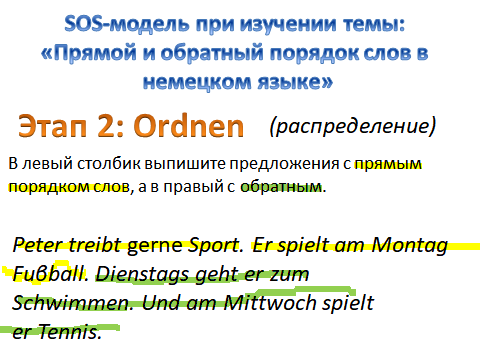 SOS-модель при изучении темы:
«Прямой и обратный порядок слов в
немецком языке»
Этап 2: Ordnen (распределение)
В левый столбик выпишите предложения с прямым
порядком слов, а в правый с обратным.
Peter treibt gerne Sport. Er spielt am Montag
Fußball. Dienstags geht er zum
Schwimmen. Und am Mittwoch spielt
er Tennis.